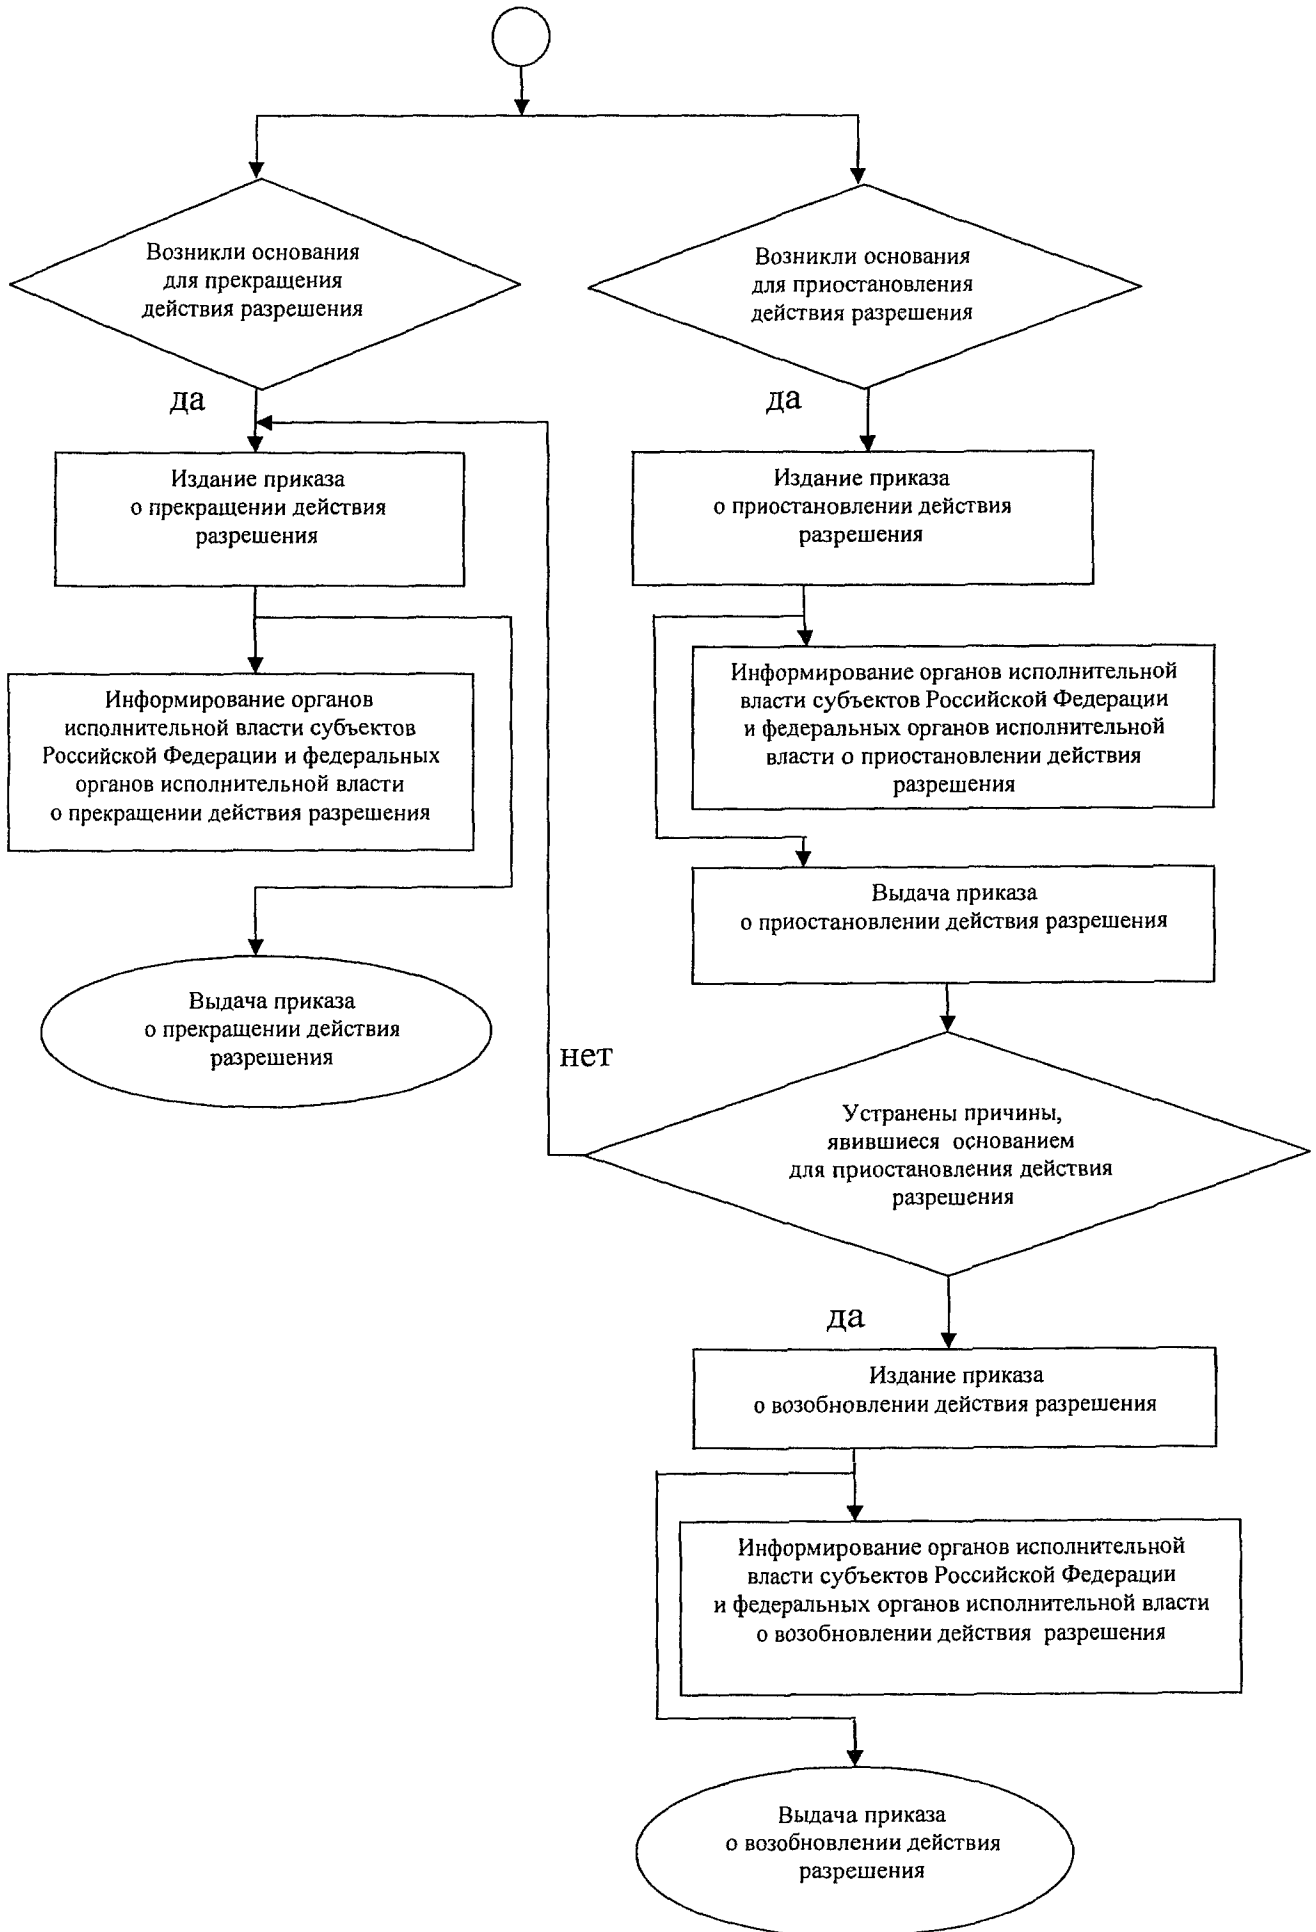 Возникли основания
для прекращения
действия разрешения
Возникли основания
для приостановления
действия разрешения
да
да
Издание приказа
о прекращении действия
разрешения
Издание приказа
о приостановлении действия
разрешения
Информирование органов
исполнительной власти субъектов
Российской Федерации и федеральных
органов исполнительной власти
о прекращении действия разрешения
Информирование органов исполнительной
власти субъектов Российской Федерации
и федеральных органов исполнительной
власти о приостановлении действия
разрешения
Выдача приказа
о приостановлении действия разрешения
Выдача приказа
о прекращении действия
разрешения
нет
Устранены причины,
явившиеся основанием
для приостановления действия
разрешения
да
Издание приказа
о возобновлении действия разрешения
Информирование органов исполнительной
власти субъектов Российской Федерации
и федеральных органов исполнительной власти
о возобновлении действия разрешения
Выдача приказа
о возобновлении действия
разрешения